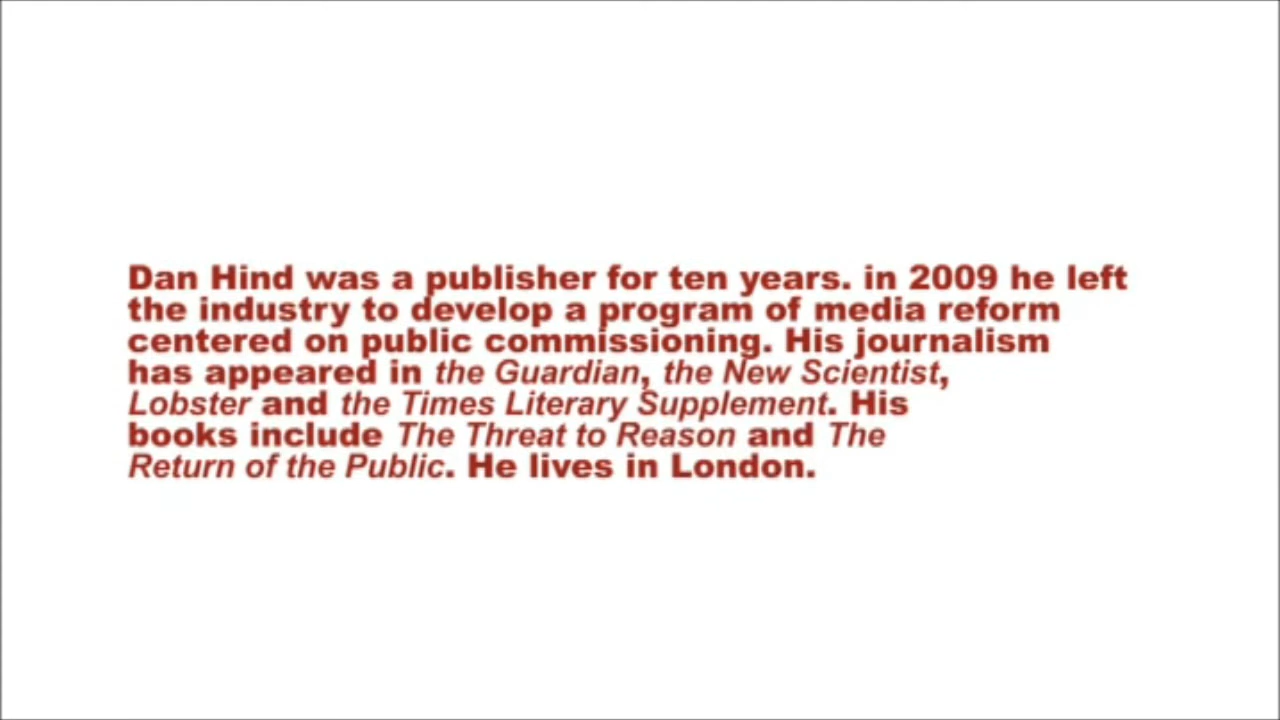 Dan Hind was a publisher for ten years. in 2009 he left
the industry to develop a program of media reform
centered on public commissioning. His journalism
has appeared in the Guardian, the New Scientist,
Lobster and the Times Literary Supplement. His
books include The Threat to Reason and The
Return of the Public. He lives in London.